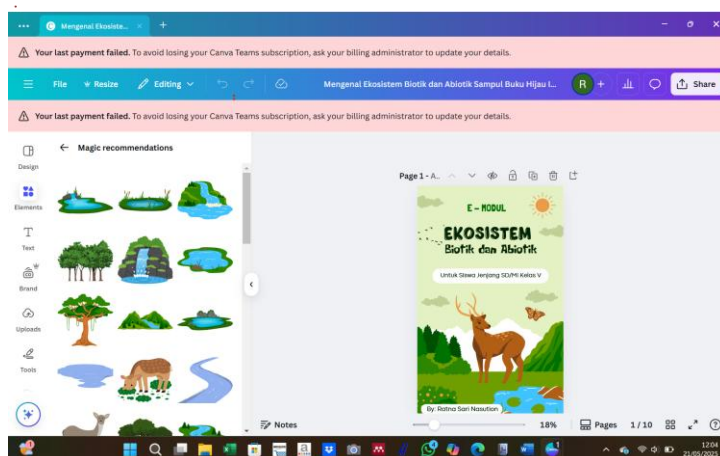 Mengenal Ekosiste...
Your last payment failed. To avoid losing your Canva Teams subscription, ask your billing administrator to update your details.
File Resize Editing Mengenal Ekosistem Biotik dan Abiotik Sampul Buku Hijau I... R + Share
Your last payment failed. To avoid losing your Canva Teams subscription, ask your billing administrator to update your details.
Design
Elements
Text
Brand
Uploads
Tools
Magic recommendations
Page 1 - A..
E - MODUL
EKOSISTEM
Biotik dan Abiotik
Untuk Siswa Jenjang SD/MI Kelas V
By: Ratna Sari Nasution
Notes 18% Pages 1 / 10
12:04
21/05/2025